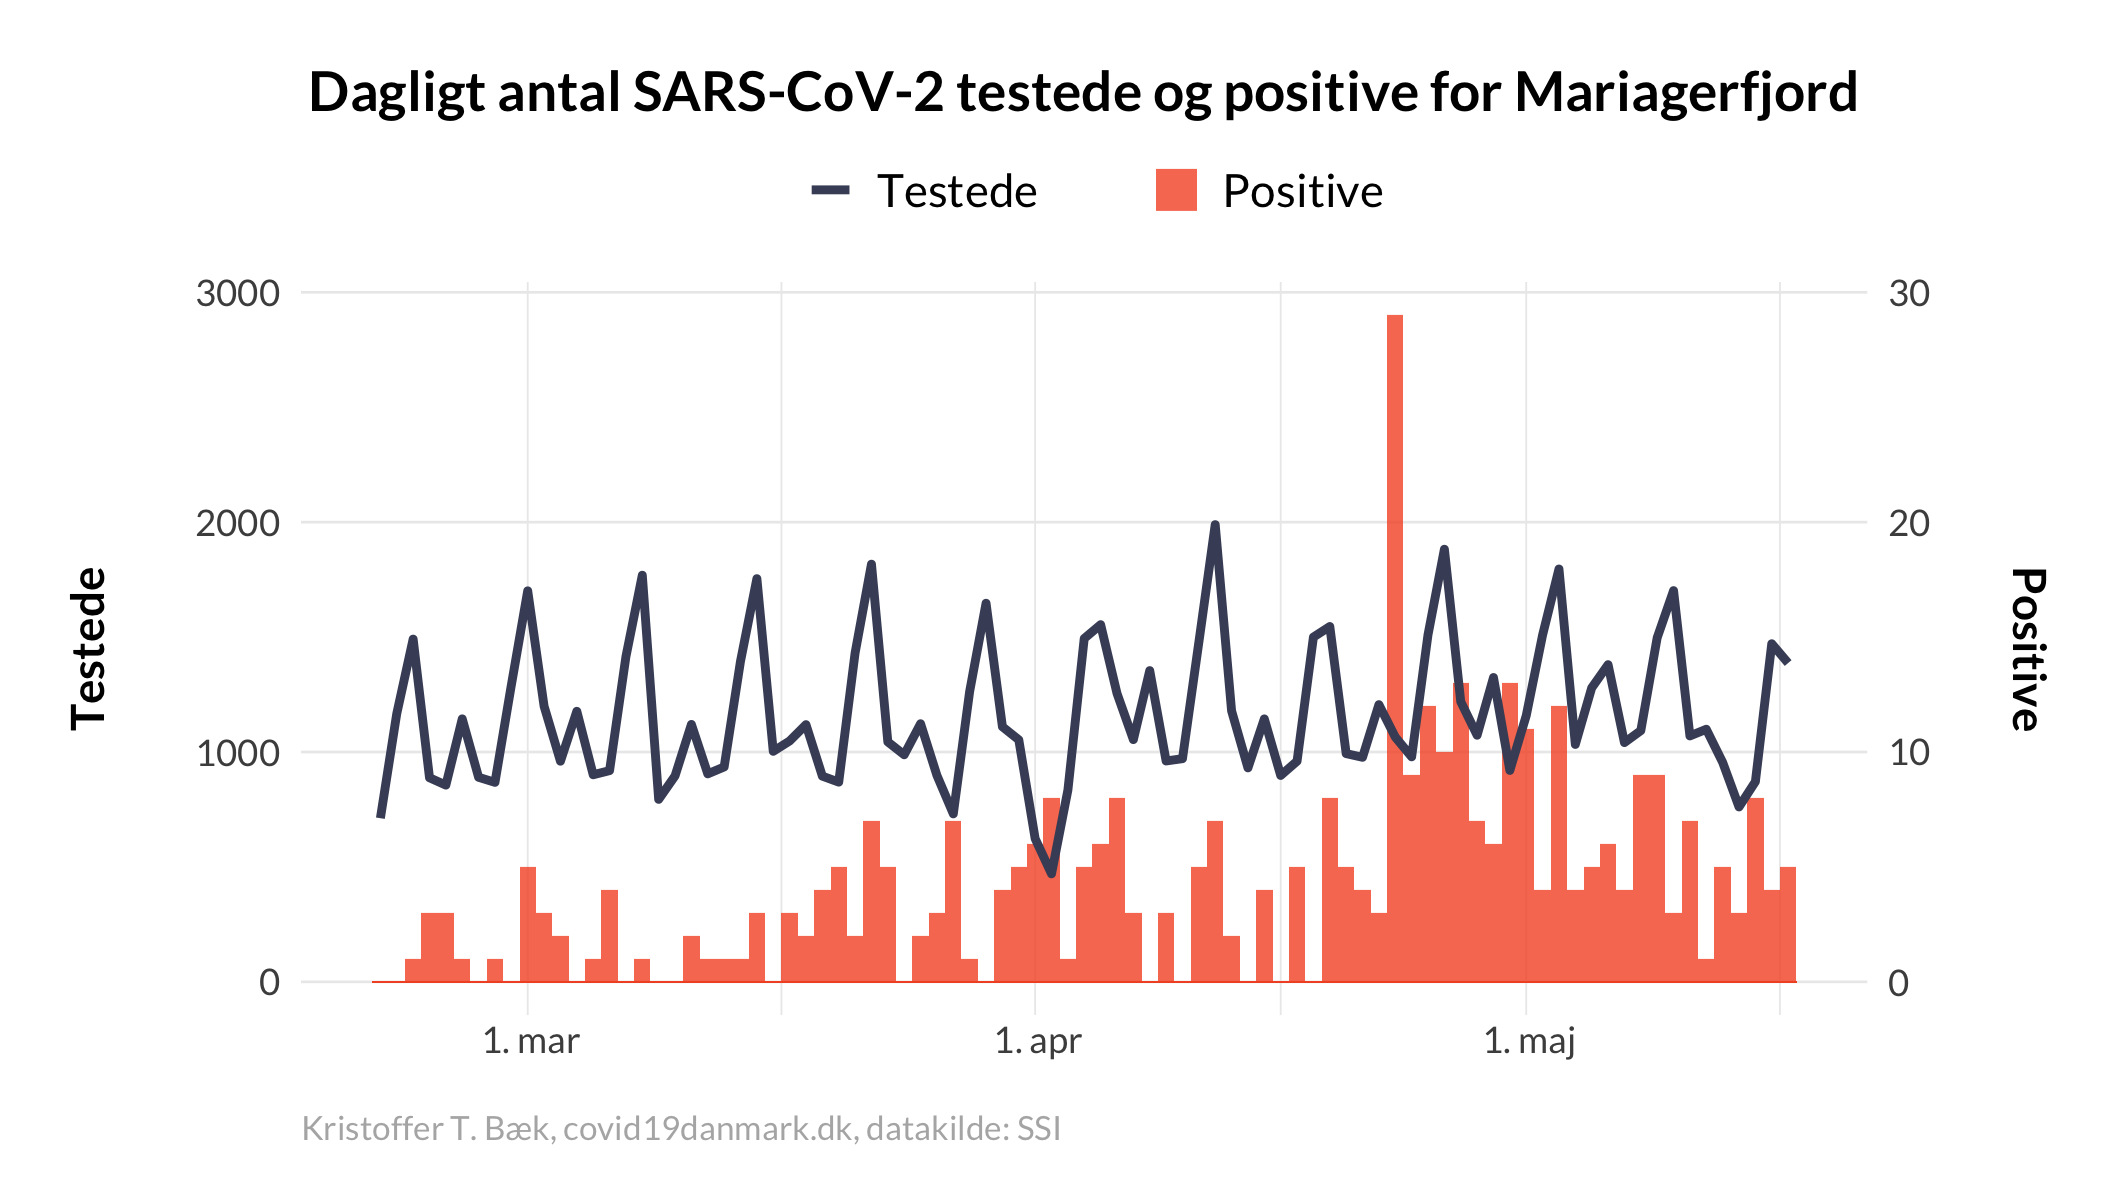 Dagligt antal SARS-CoV-2 testede og positive for Mariagerfjord
Testede
Positive
3000
2000
1000
0
30
20
10
0
Testede
Positive
1. mar
1. apr
1. maj
Kristoffer T. Bæk, covid19danmark.dk, datakilde: SSI